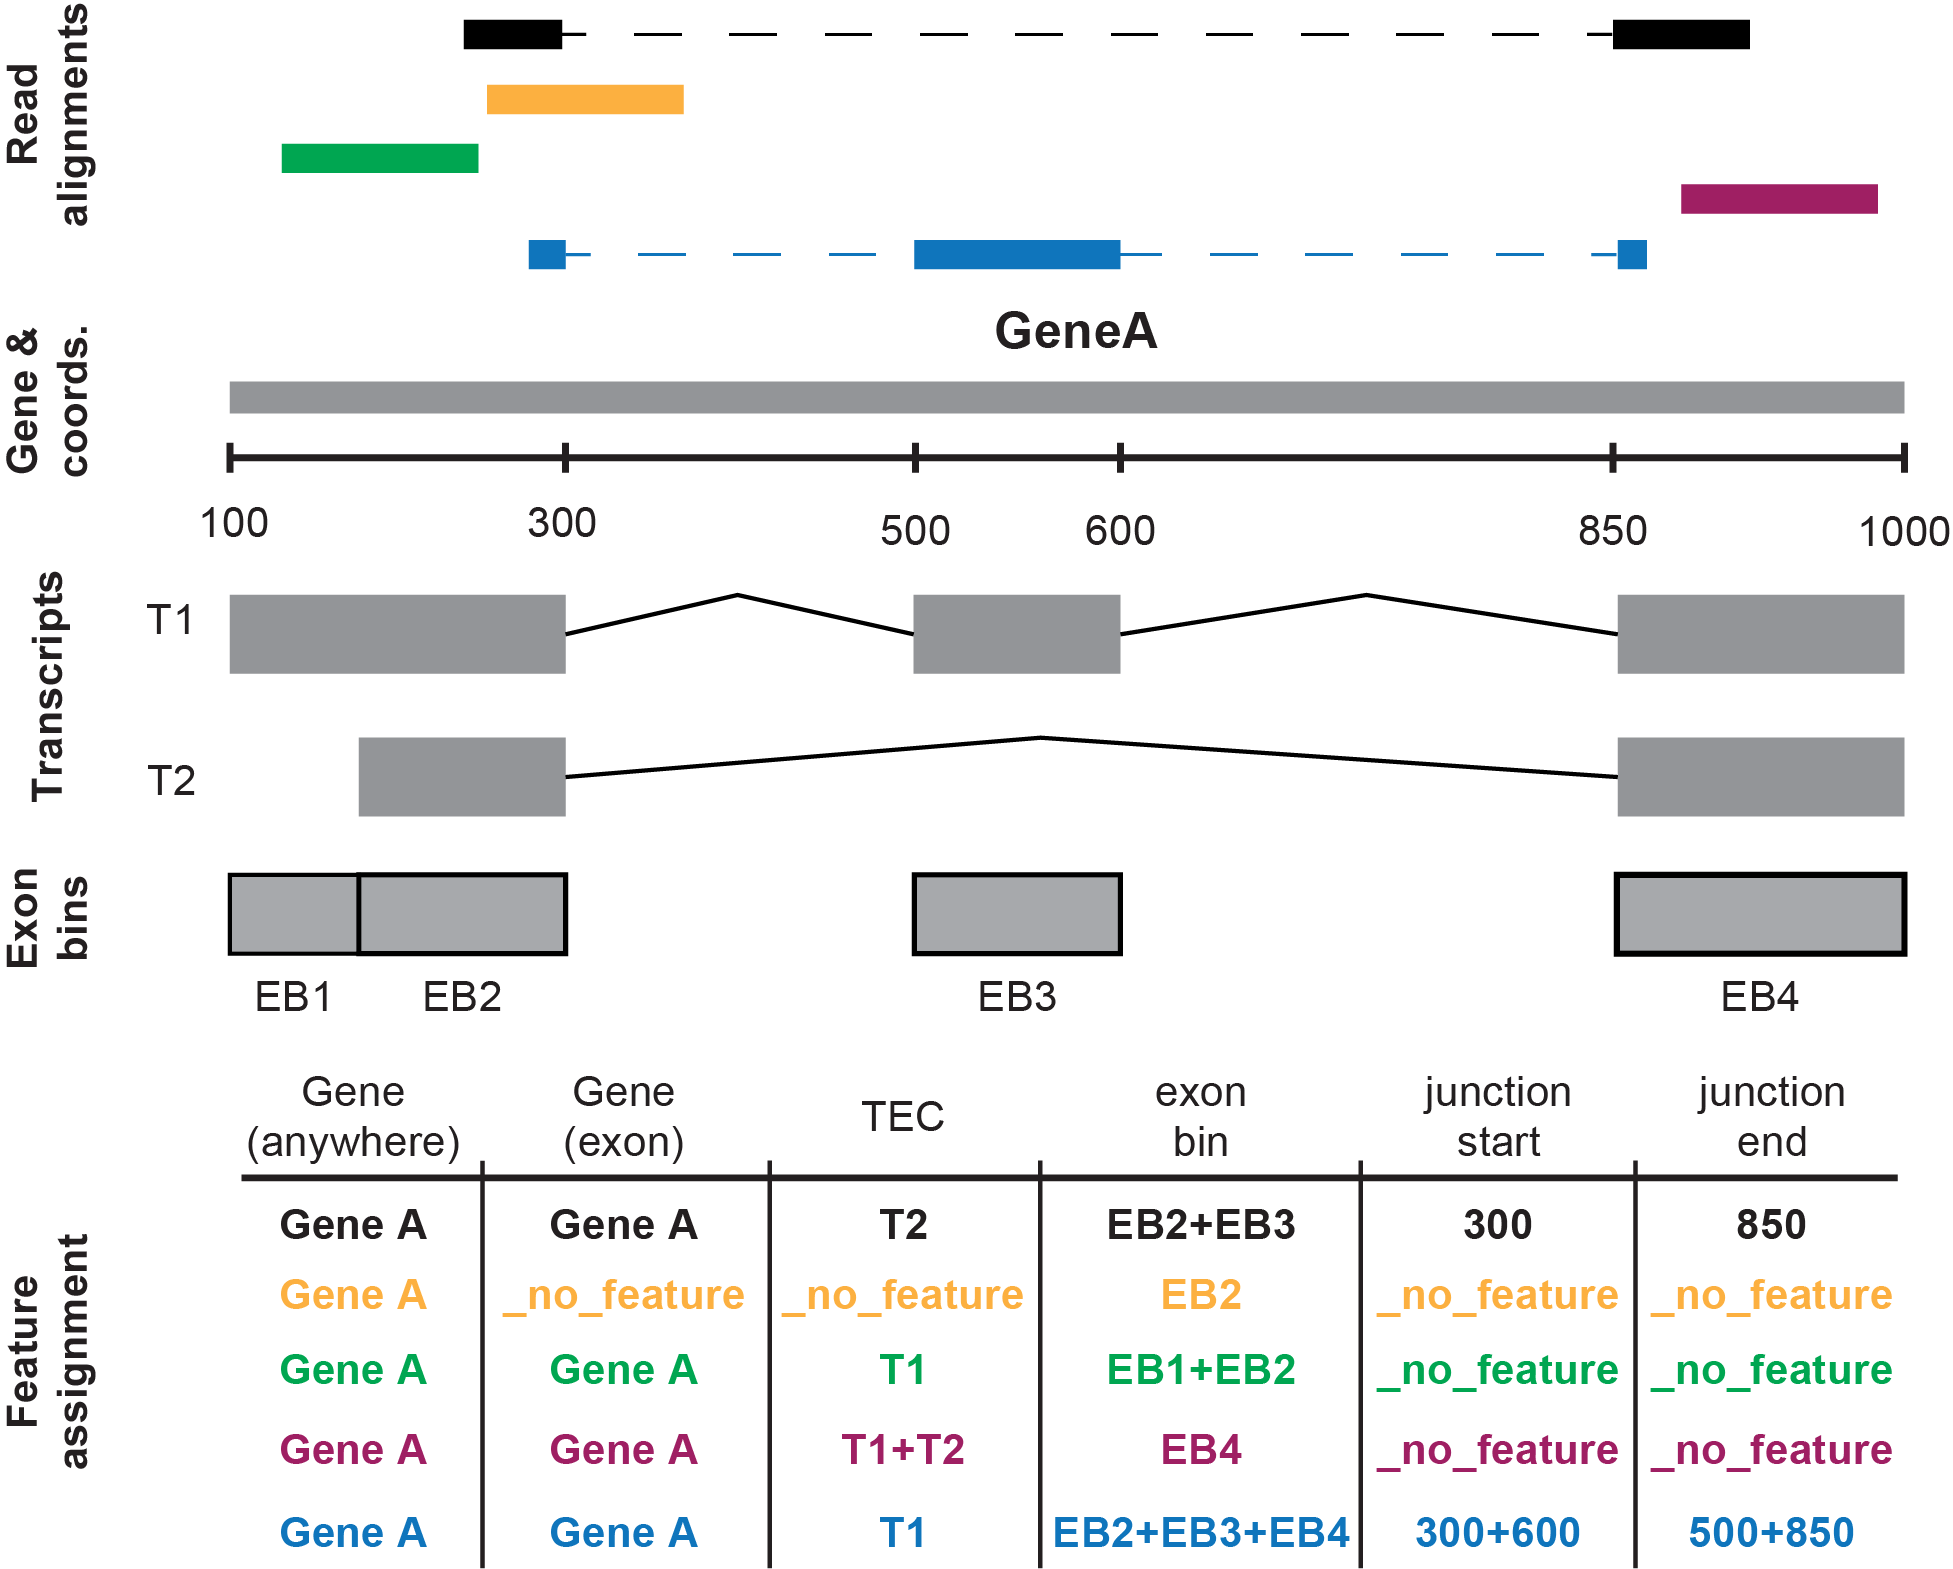 Read
alignments
Gene &
coords.
GeneA
100 300 500 600 850 1000
Transcripts
T1
T2
Exon
bins
EB1 EB2 EB3 EB4
Gene
(anywhere)
Gene
(exon)
TEC
exon
bin
junction
start
junction
end
Feature
assignment
Gene A Gene A T2 EB2+EB3 300 850
Gene A _no_feature _no_feature EB2 _no_feature _no_feature
Gene A Gene A T1 EB1+EB2 _no_feature _no_feature
Gene A Gene A T1+T2 EB4 _no_feature _no_feature
Gene A Gene A T1 EB2+EB3+EB4 300+600 500+850